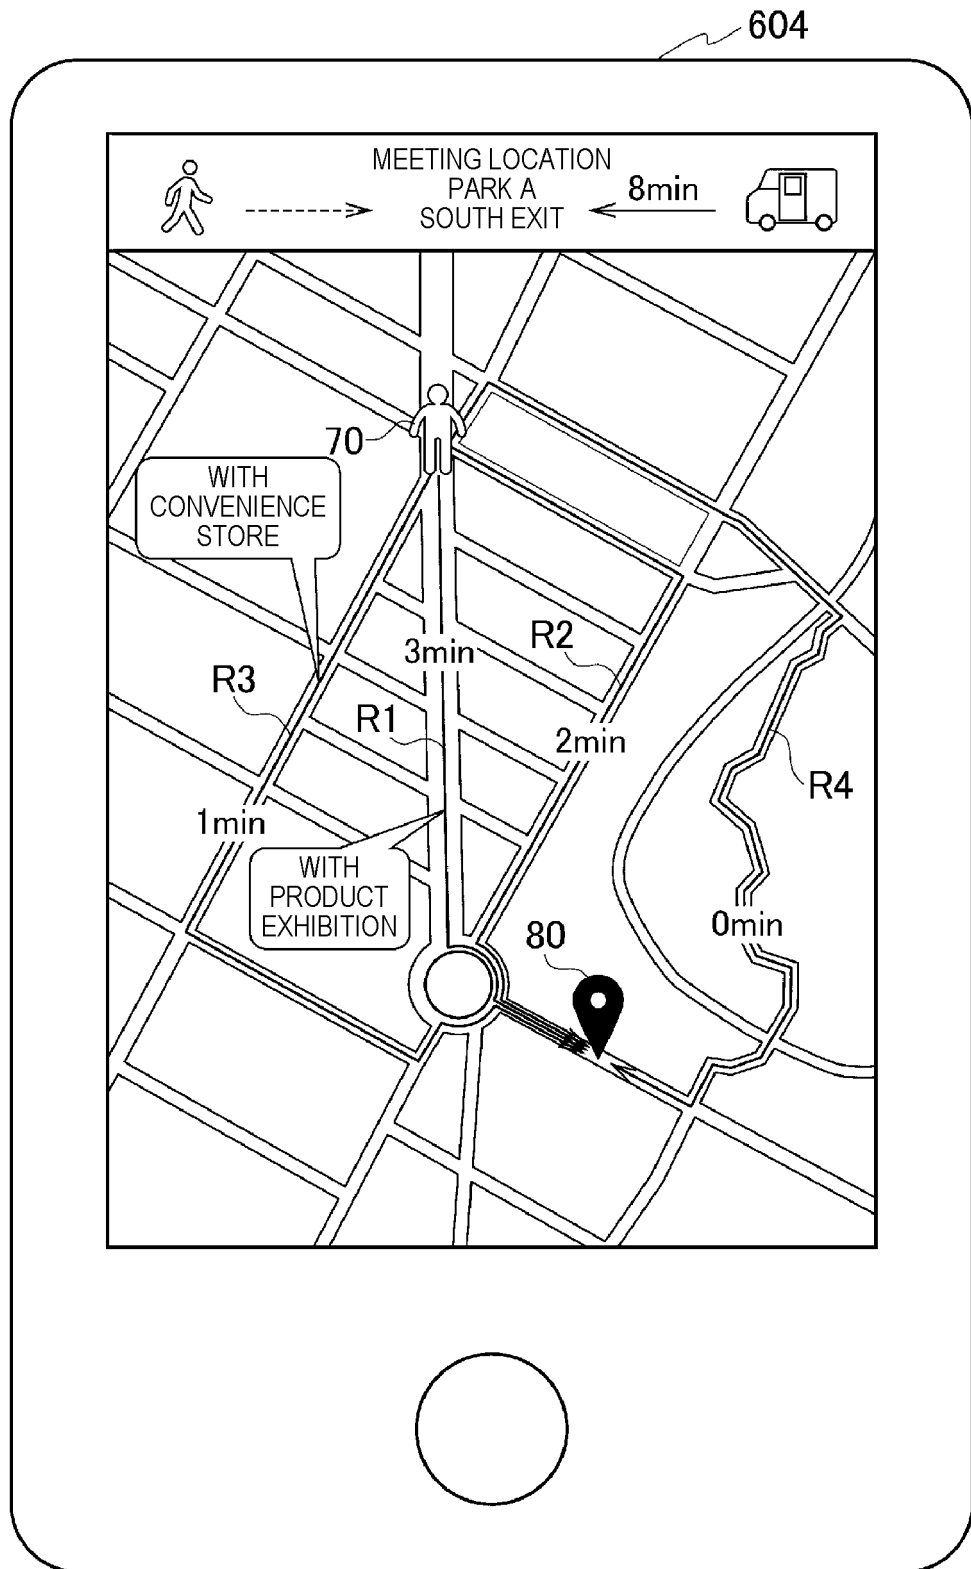 604
MEETING LOCATION
PARK A
SOUTH EXIT
8min
70
WITH
CONVENIENCE
STORE
3min
R2
R3
R1
2min
R4
1min
WITH
PRODUCT
EXHIBITION
0min
80